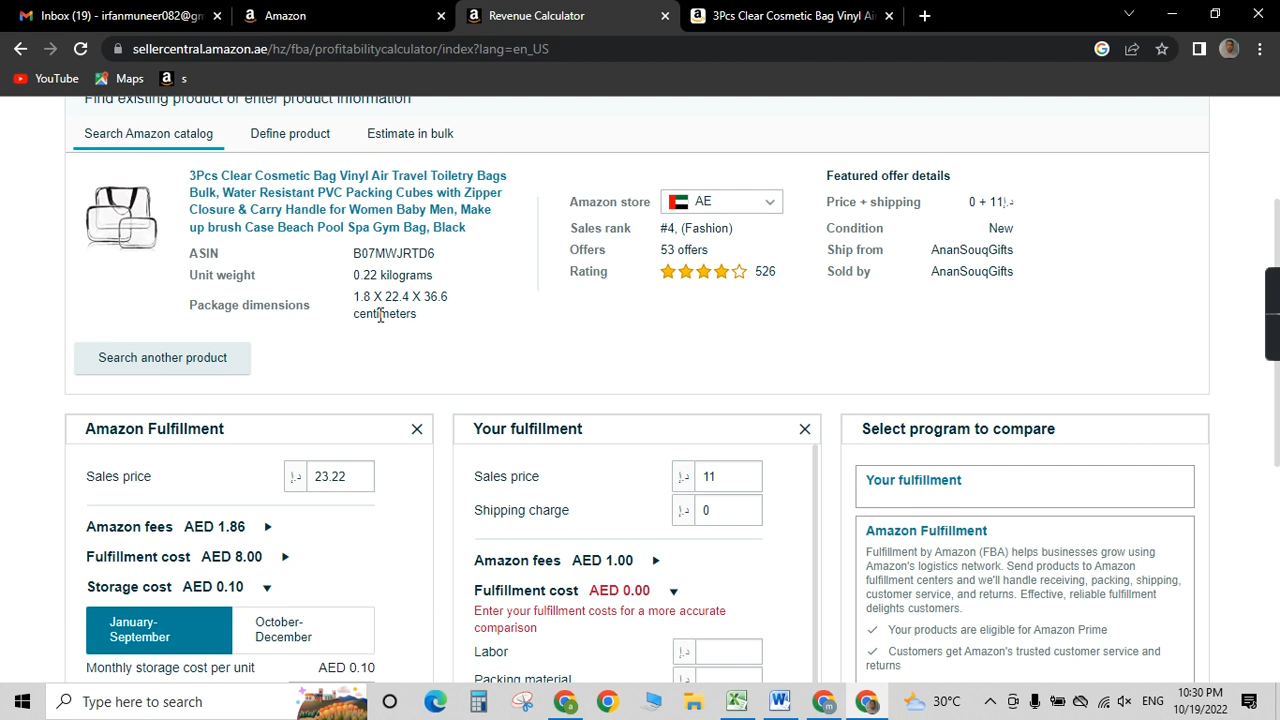 Inbox (19) - irfanmuneer082@gm
Amazon
Revenue Calculator
3Pcs Clear Cosmetic Bag Vinyl Air
sellercentral.amazon.ae/hz/fba/profitabilitycalculator/index?lang=en_US
YouTube
Maps
s
Find existing product or enter product information
Search Amazon catalog
Define product
Estimate in bulk
3Pcs Clear Cosmetic Bag Vinyl Air Travel Toiletry Bags
Bulk, Water Resistant PVC Packing Cubes with Zipper
Closure & Carry Handle for Women Baby Men, Make
up brush Case Beach Pool Spa Gym Bag, Black
ASIN B07MWJRTD6
Unit weight 0.22 kilograms
Package dimensions 1.8 X 22.4 X 36.6
centimeters
Amazon store AE
Sales rank #4, (Fashion)
Offers 53 offers
Rating 526
Featured offer details
Price + shipping 0 + 11د.إ
Condition New
Ship from AnanSouqGifts
Sold by AnanSouqGifts
Search another product
Amazon Fulfillment
Sales price د.إ 23.22
Amazon fees AED 1.86
Fulfillment cost AED 8.00
Storage cost AED 0.10
January-
September
October-
December
Monthly storage cost per unit AED 0.10
Your fulfillment
Sales price د.إ 11
Shipping charge د.إ 0
Amazon fees AED 1.00
Fulfillment cost AED 0.00
Enter your fulfillment costs for a more accurate
comparison
Labor د.إ
Packing material
Select program to compare
Your fulfillment
Amazon Fulfillment
Fulfillment by Amazon (FBA) helps businesses grow using
Amazon's logistics network. Send products to Amazon
fulfillment centers and we'll handle receiving, packing, shipping,
customer service, and returns. Effective, reliable fulfillment
delights customers.
Your products are eligible for Amazon Prime
Customers get Amazon's trusted customer service and
returns
Type here to search
30°C
ENG
10:30 PM
10/19/2022